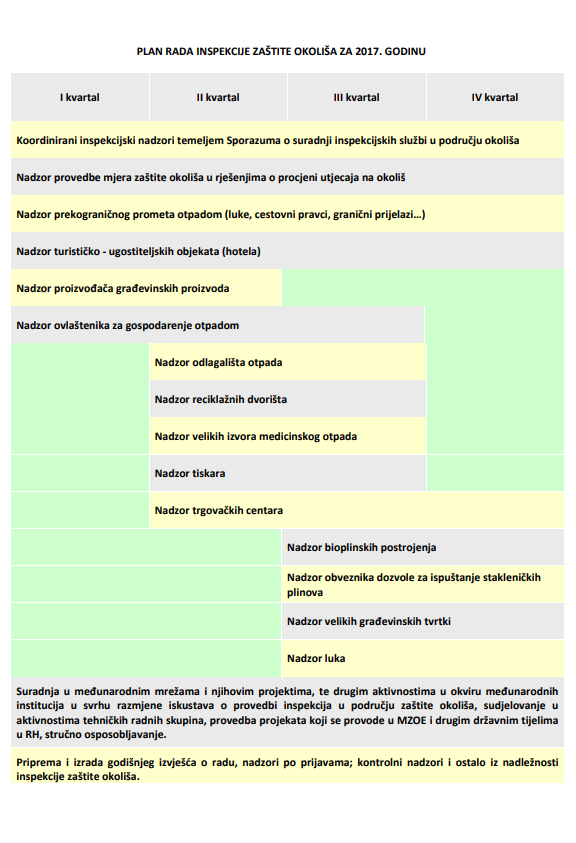 PLAN RADA INSPEKCIJE ZAŠTITE OKOLIŠA ZA 2017. GODINU
I kvartal II kvartal III kvartal IV kvartal
Koordinirani inspekcijski nadzori temeljem Sporazuma o suradnji inspekcijskih službi u području okoliša
Nadzor provedbe mjera zaštite okoliša u rješenjima o procjeni utjecaja na okoliš
Nadzor prekograničnog prometa otpadom (luke, cestovni pravci, granični prijelazi…)
Nadzor turističko - ugostiteljskih objekata (hotela)
Nadzor proizvođača građevinskih proizvoda
Nadzor ovlaštenika za gospodarenje otpadom
Nadzor odlagališta otpada
Nadzor reciklažnih dvorišta
Nadzor velikih izvora medicinskog otpada
Nadzor tiskara
Nadzor trgovačkih centara
Nadzor bioplinskih postrojenja
Nadzor obveznika dozvole za ispuštanje stakleničkih
plinova
Nadzor velikih građevinskih tvrtki
Nadzor luka
Suradnja u međunarodnim mrežama i njihovim projektima, te drugim aktivnostima u okviru međunarodnih
institucija u svrhu razmjene iskustava o provedbi inspekcija u području zaštite okoliša, sudjelovanje u
aktivnostima tehničkih radnih skupina, provedba projekata koji se provode u MZOE i drugim državnim tijelima
u RH, stručno osposobljavanje.
Priprema i izrada godišnjeg izvješća o radu, nadzori po prijavama; kontrolni nadzori i ostalo iz nadležnosti
inspekcije zaštite okoliša.